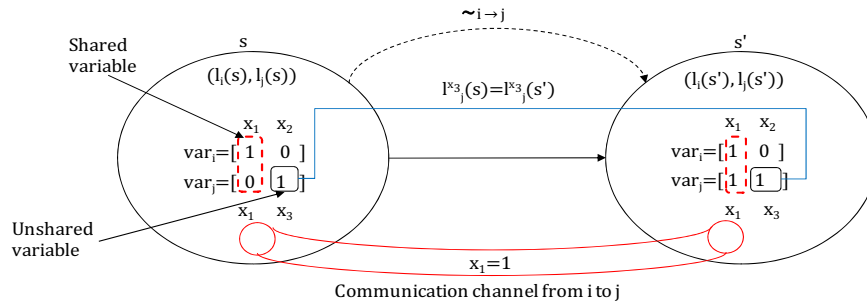 ~i→j
Shared
variable
s
s'
(li(s), lj(s))
(li(s'), lj(s'))
lx3j(s)=lx3j(s')
x1 x2
x1 x2
vari=[ 1 0 ]
vari=[ 1 0 ]
varj=[ 0 1 ]
varj=[ 1 1 ]
x1 x3
x1 x3
Unshared
variable
x1=1
Communication channel from i to j